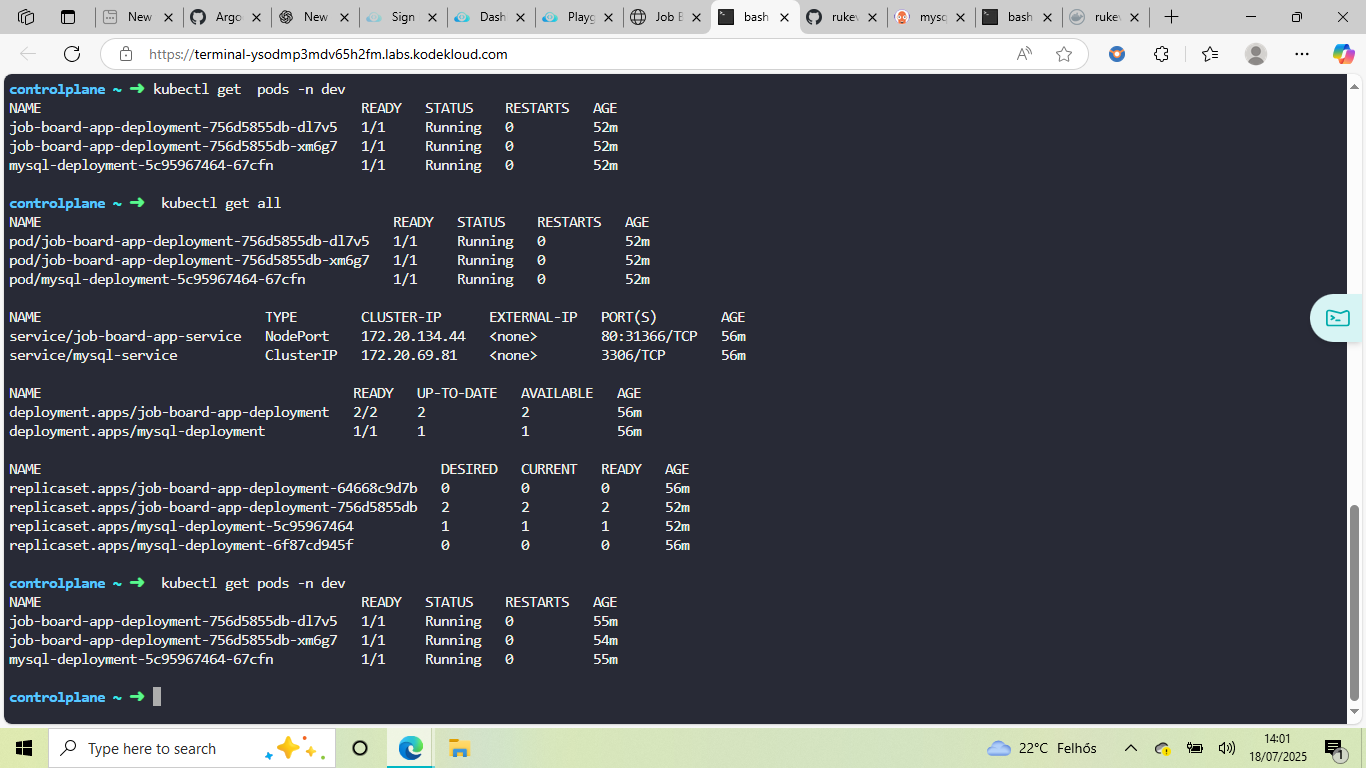 New
Argo
New
Sign
Dash
Playg
Job E
bash
rukev
mysq
bash
rukev
https://terminal-ysodmp3mdv65h2fm.labs.kodekloud.com
controlplane ~ ➜ kubectl get  pods -n dev
NAME READY STATUS RESTARTS AGE
job-board-app-deployment-756d5855db-dl7v5 1/1 Running 0 52m
job-board-app-deployment-756d5855db-xm6g7 1/1 Running 0 52m
mysql-deployment-5c95967464-67cfn 1/1 Running 0 52m
controlplane ~ ➜  kubectl get all
NAME READY STATUS RESTARTS AGE
pod/job-board-app-deployment-756d5855db-dl7v5 1/1 Running 0 52m
pod/job-board-app-deployment-756d5855db-xm6g7 1/1 Running 0 52m
pod/mysql-deployment-5c95967464-67cfn 1/1 Running 0 52m
NAME TYPE CLUSTER-IP EXTERNAL-IP PORT(S) AGE
service/job-board-app-service NodePort 172.20.134.44 <none> 80:31366/TCP 56m
service/mysql-service ClusterIP 172.20.69.81 <none> 3306/TCP 56m
NAME READY UP-TO-DATE AVAILABLE AGE
deployment.apps/job-board-app-deployment 2/2 2 2 56m
deployment.apps/mysql-deployment 1/1 1 1 56m
NAME DESIRED CURRENT READY AGE
replicaset.apps/job-board-app-deployment-64668c9d7b 0 0 0 56m
replicaset.apps/job-board-app-deployment-756d5855db 2 2 2 52m
replicaset.apps/mysql-deployment-5c95967464 1 1 1 52m
replicaset.apps/mysql-deployment-6f87cd945f 0 0 0 56m
controlplane ~ ➜  kubectl get pods -n dev
NAME READY STATUS RESTARTS AGE
job-board-app-deployment-756d5855db-dl7v5 1/1 Running 0 55m
job-board-app-deployment-756d5855db-xm6g7 1/1 Running 0 54m
mysql-deployment-5c95967464-67cfn 1/1 Running 0 55m
controlplane ~ ➜
Type here to search
22°C Felhős
14:01
18/07/2025
1